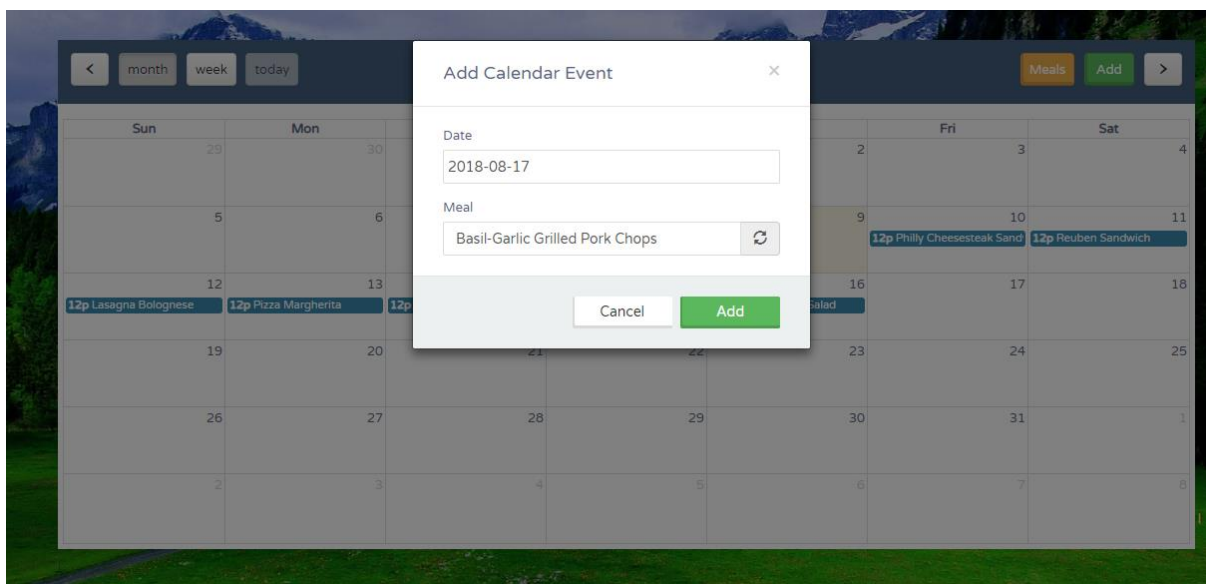 < month week today
Meals Add >
Add Calendar Event ×
Date
2018-08-17
Meal
Basil-Garlic Grilled Pork Chops
Cancel Add
Sun Mon Fri Sat
29 30 2 3 4
5 6 9 10 11
12p Philly Cheesesteak Sand 12p Reuben Sandwich
12 13 16 17 18
12p Lasagna Bolognese 12p Pizza Margherita 12p Salad
19 20 21 22 23 24 25
26 27 28 29 30 31 1
2 3 4 5 6 7 8